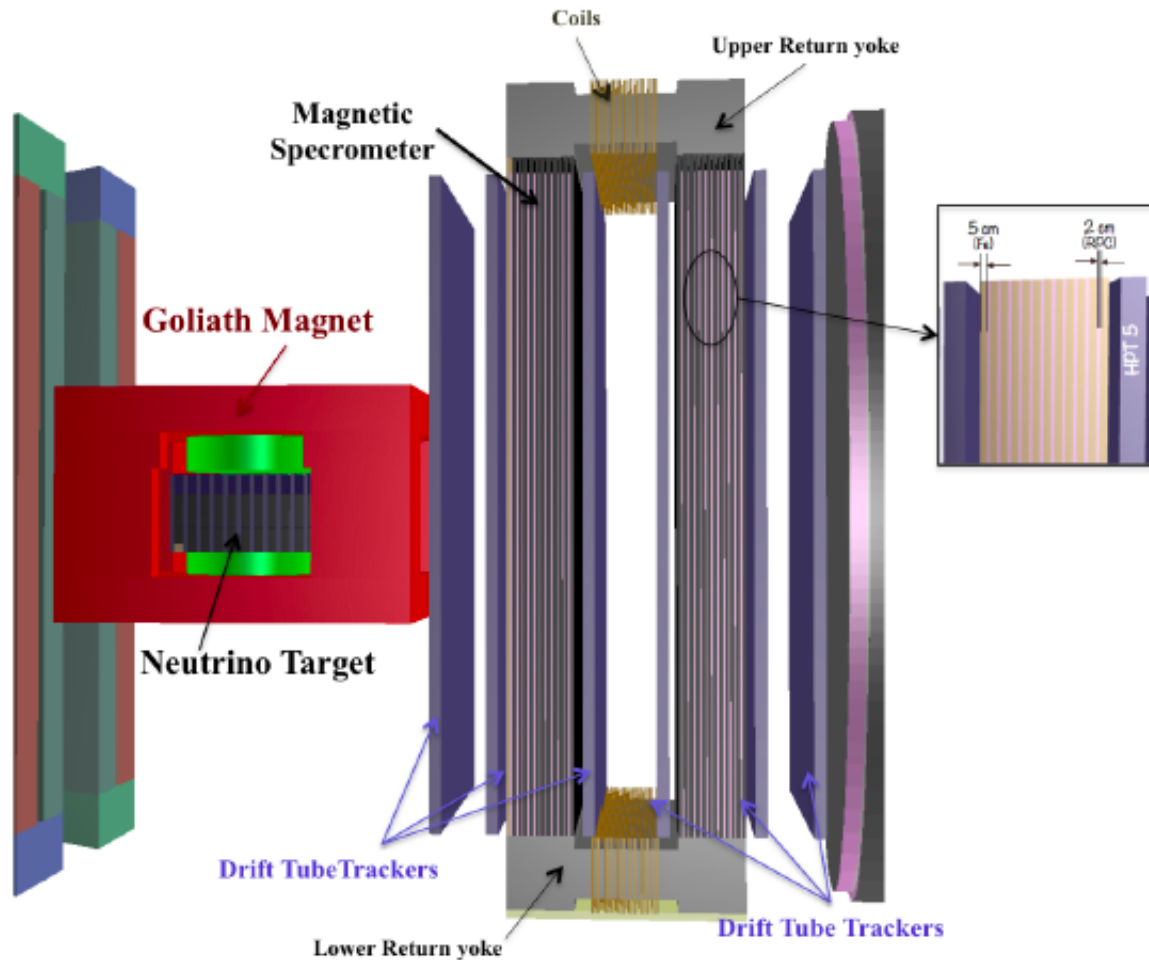 Coils
Upper Return yoke
Magnetic
Specrometer
5 cm
(Fe)
2 cm
(RPC)
HPT 5
Goliath Magnet
Neutrino Target
Drift TubeTrackers
Drift Tube Trackers
Lower Return yoke